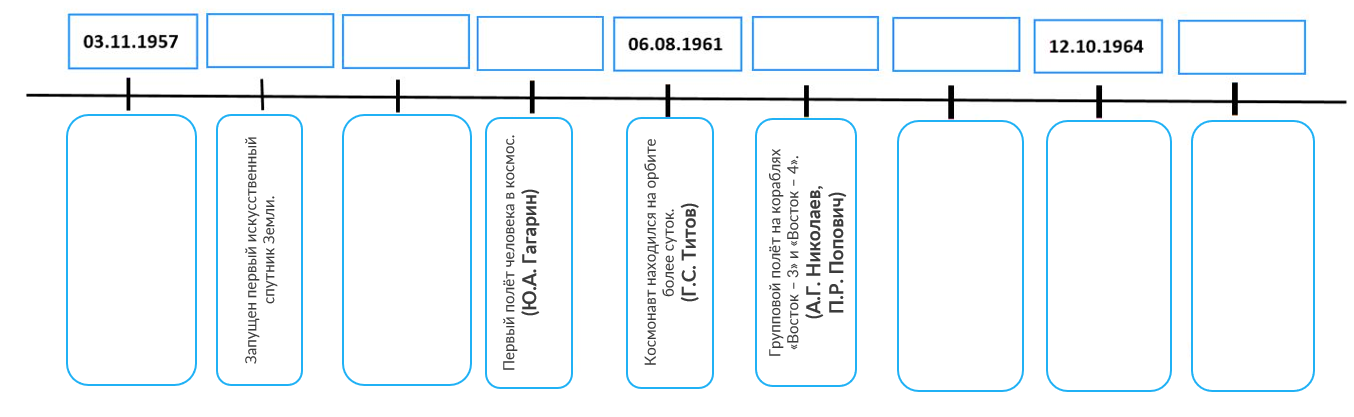 03.11.1957
06.08.1961
12.10.1964
Запущен первый искусственный
спутник Земли.
Первый полёт человека в космос.
(Ю.А. Гагарин)
Космонавт находился на орбите
более суток.
(Г.С. Титов)
Групповой полёт на кораблях
«Восток – 3» и «Восток – 4».
(А.Г. Николаев,
П.Р. Попович)